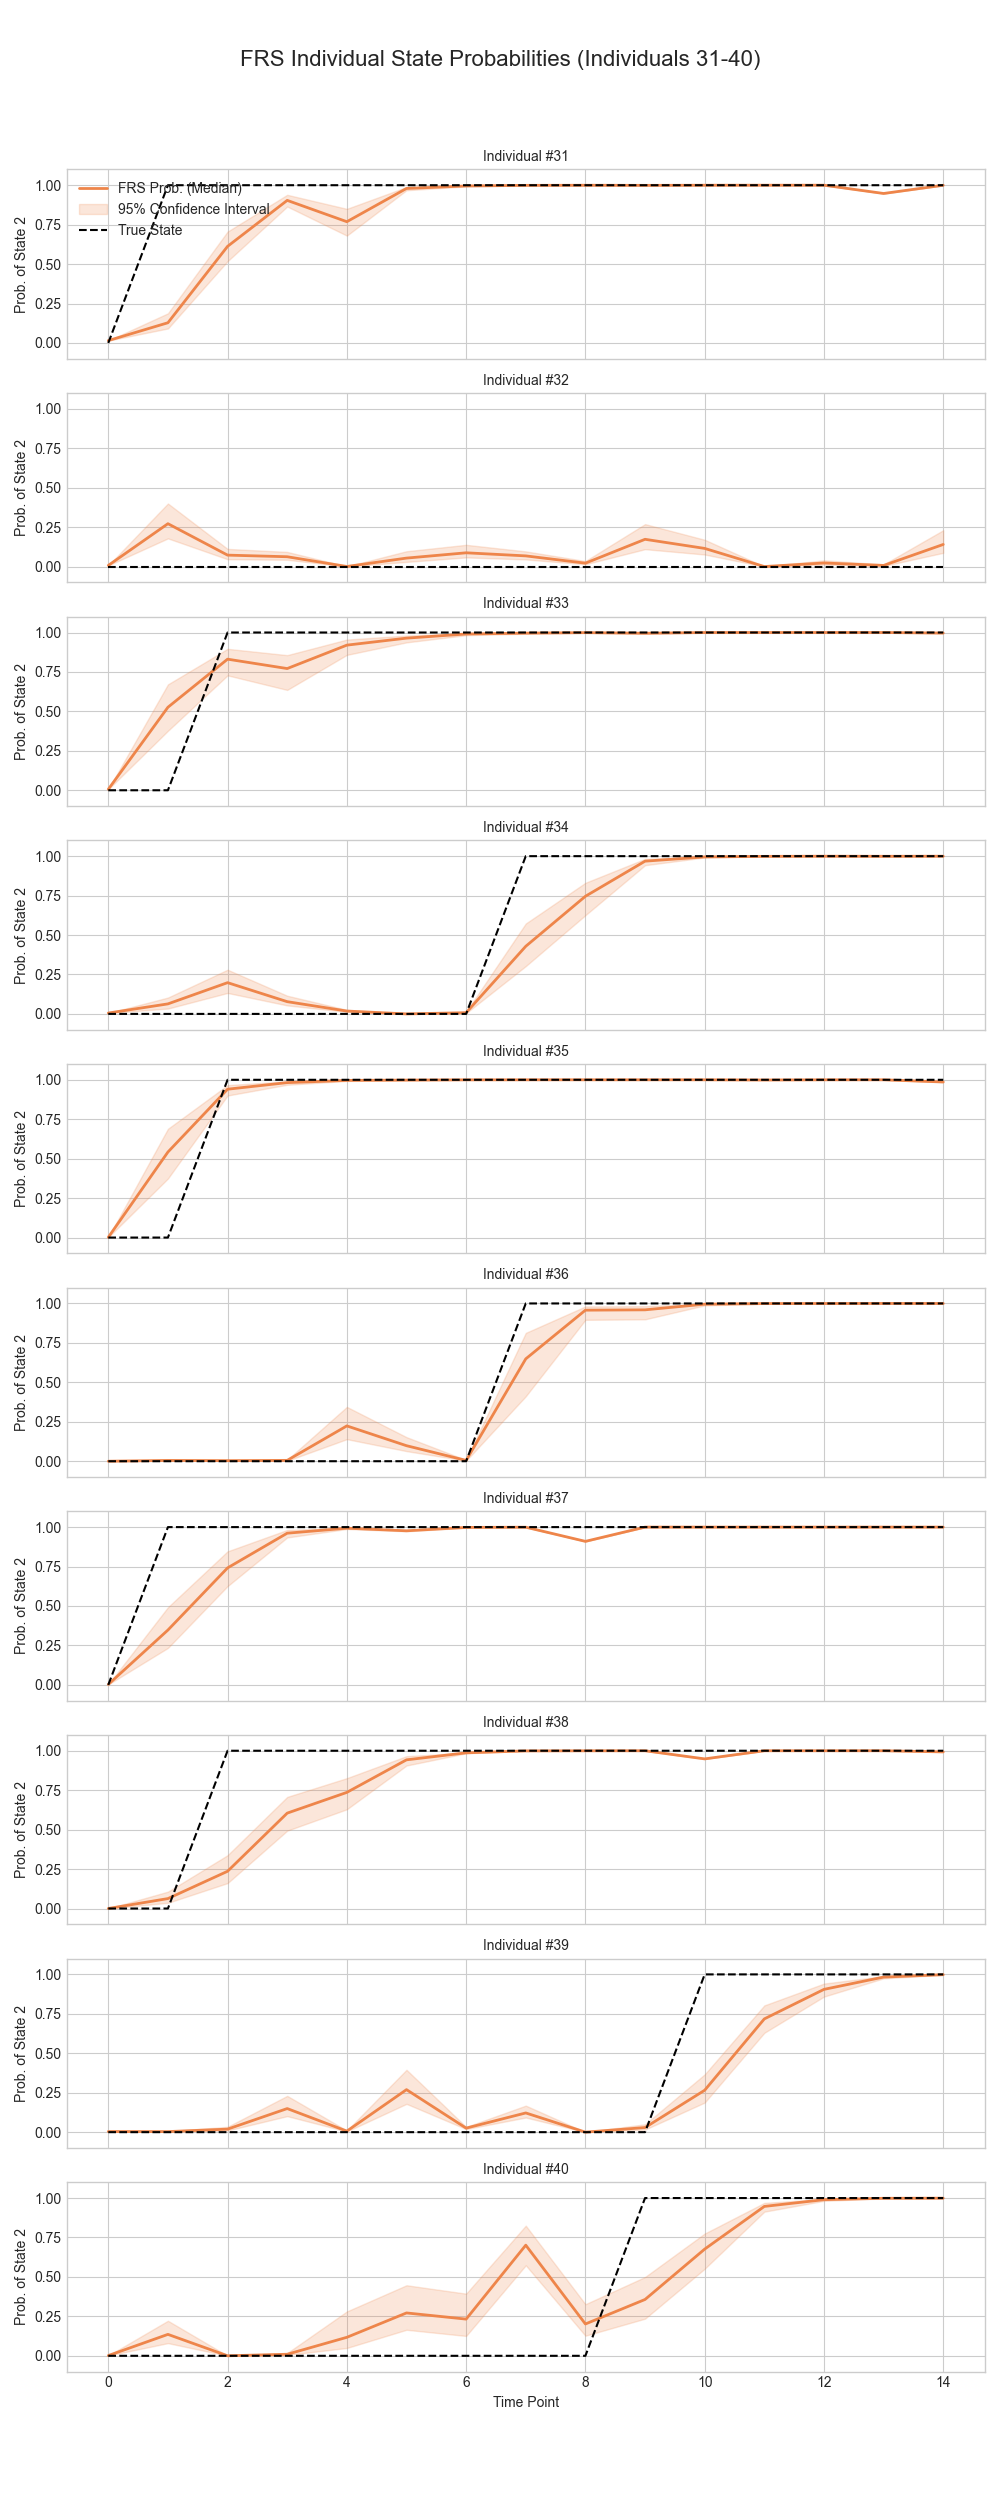 FRS Individual State Probabilities (Individuals 31-40)
Individual #31
1.00
0.75
0.50
0.25
0.00
Prob. of State 2
FRS Prob. (Median)
95% Confidence Interval
True State
Individual #32
1.00
0.75
0.50
0.25
0.00
Prob. of State 2
Individual #33
1.00
0.75
0.50
0.25
0.00
Prob. of State 2
Individual #34
1.00
0.75
0.50
0.25
0.00
Prob. of State 2
Individual #35
1.00
0.75
0.50
0.25
0.00
Prob. of State 2
Individual #36
1.00
0.75
0.50
0.25
0.00
Prob. of State 2
Individual #37
1.00
0.75
0.50
0.25
0.00
Prob. of State 2
Individual #38
1.00
0.75
0.50
0.25
0.00
Prob. of State 2
Individual #39
1.00
0.75
0.50
0.25
0.00
Prob. of State 2
Individual #40
1.00
0.75
0.50
0.25
0.00
Prob. of State 2
0 2 4 6 8 10 12 14
Time Point